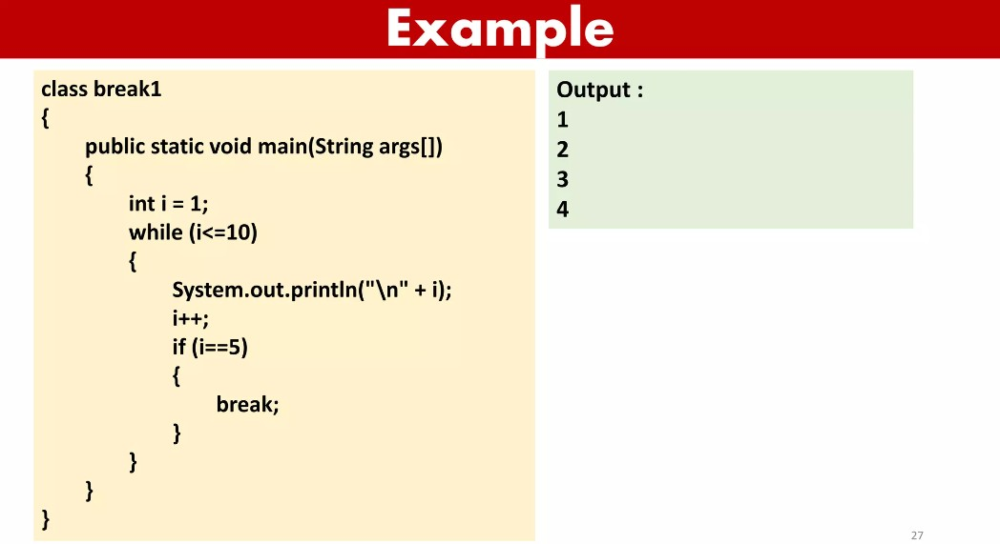 Example
class break1
{
public static void main(String args[])
{
int i = 1;
while (i<=10)
{
System.out.println("\n" + i);
i++;
if (i==5)
{
break;
}
}
}
}
Output :
1
2
3
4
27